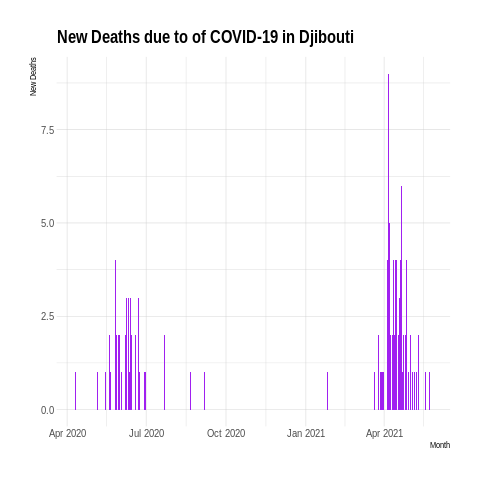 New Deaths due to of COVID-19 in Djibouti
New Deaths
7.5
5.0
2.5
0.0
Apr 2020 Jul 2020 Oct 2020 Jan 2021 Apr 2021
Month